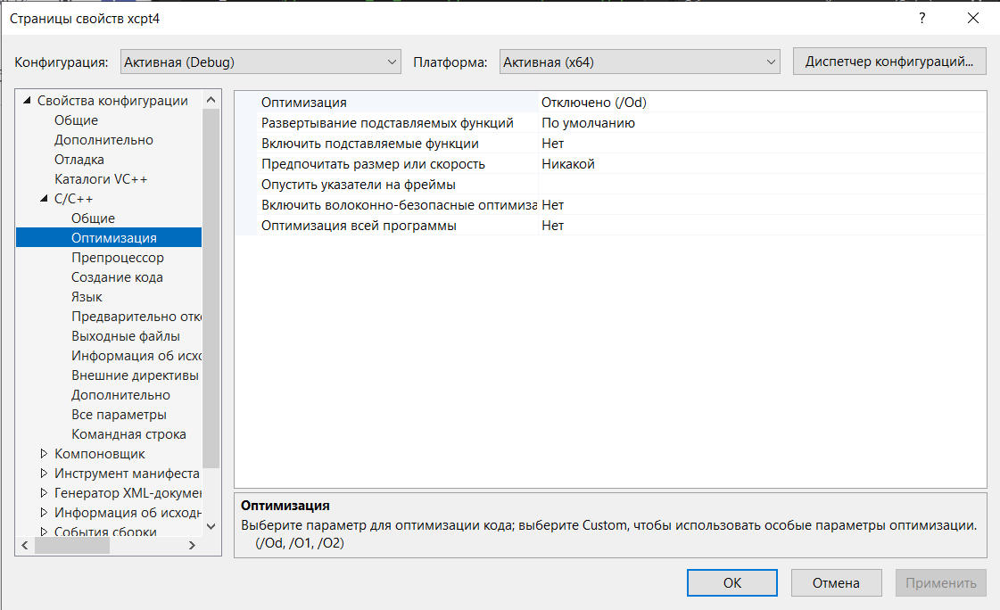 Страницы свойств xcpt4
?
Конфигурация: Активная (Debug) Платформа: Активная (x64) Диспетчер конфигураций...
Свойства конфигурации
Общие
Дополнительно
Отладка
Каталоги VC++
C/C++
Общие
Оптимизация
Препроцессор
Создание кода
Язык
Предварительно отк
Выходные файлы
Информация об исхо
Внешние директивы
Дополнительно
Все параметры
Командная строка
Компоновщик
Инструмент манифеста
Генератор XML-докумен
Информация об исходн
События сборки
Оптимизация Отключено (/Od)
Развертывание подставляемых функций По умолчанию
Включить подставляемые функции Нет
Предпочитать размер или скорость Никакой
Опустить указатели на фреймы
Включить волоконно-безопасные оптимиза Нет
Оптимизация всей программы Нет
Оптимизация
Выберите параметр для оптимизации кода; выберите Custom, чтобы использовать особые параметры оптимизации.
(/Od, /O1, /O2)
ОК Отмена Применить